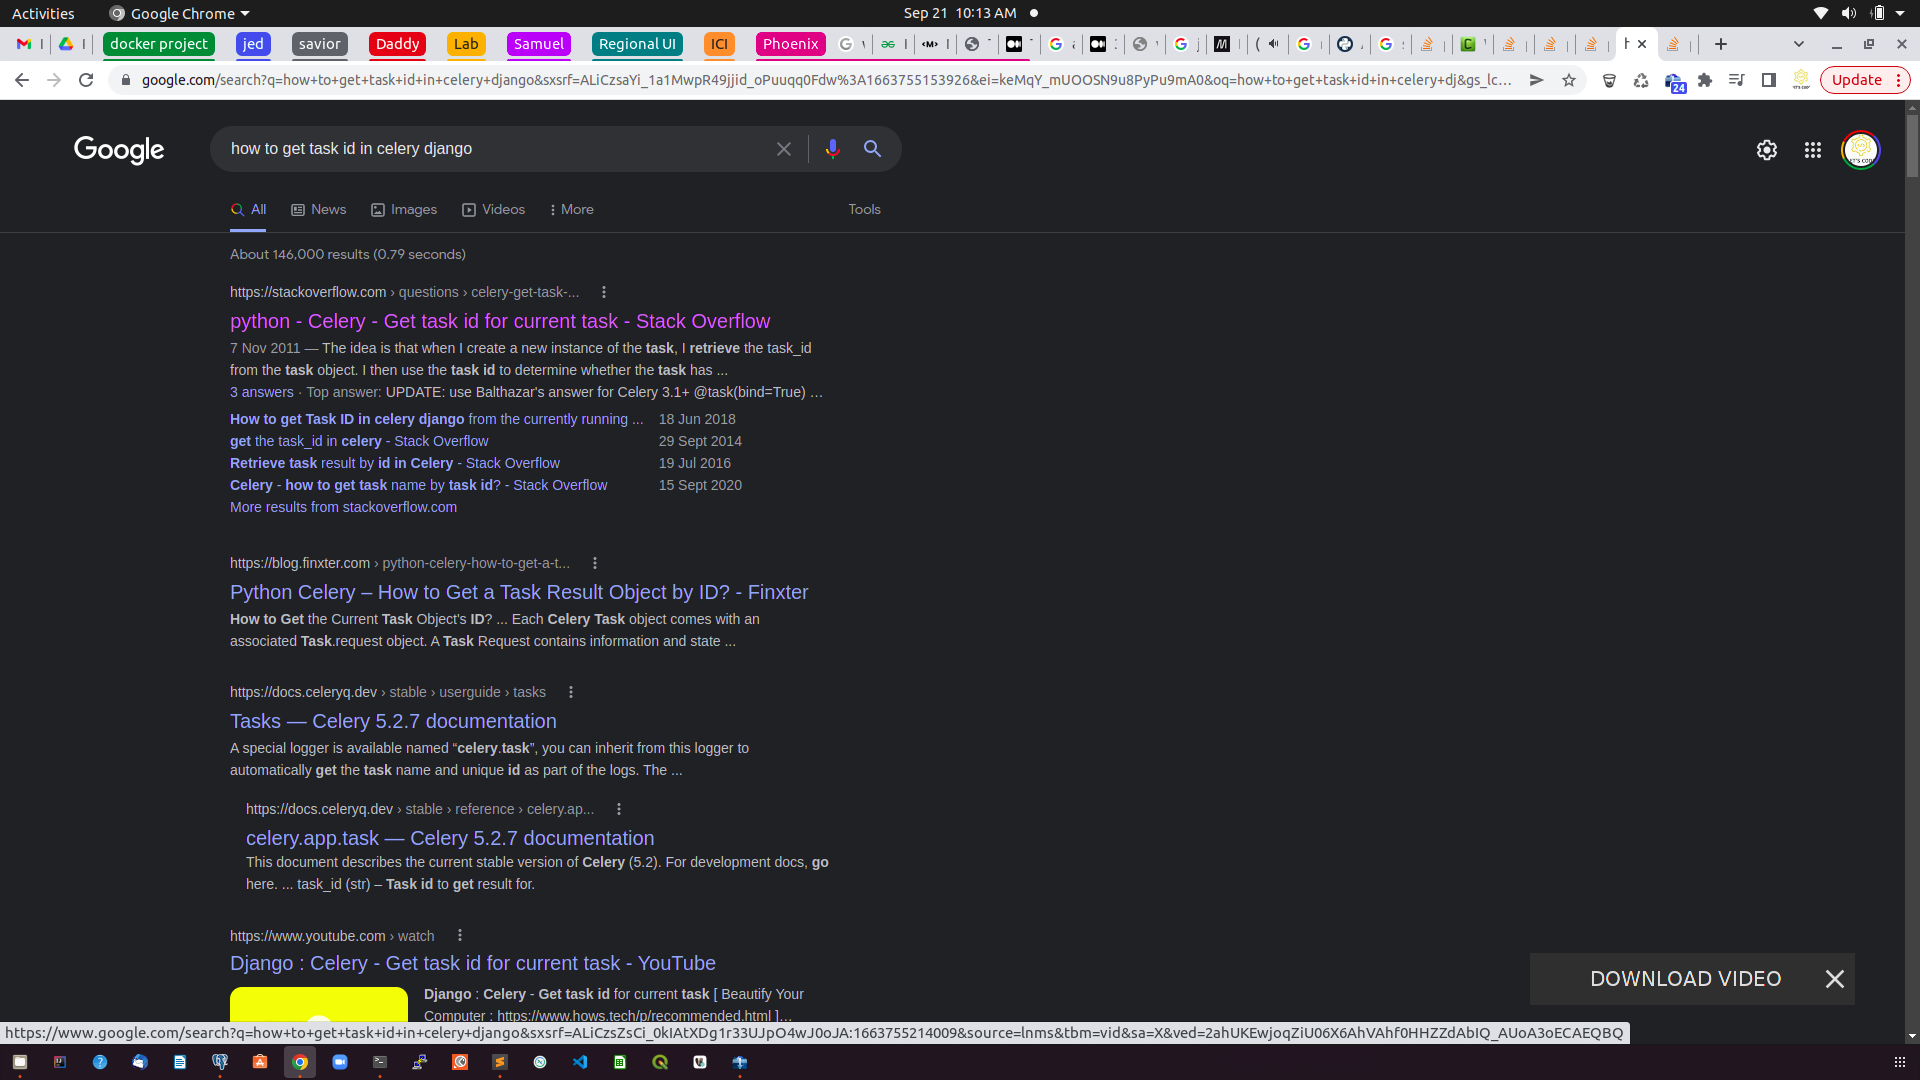 Activities
Google Chrome
Sep 21 10:13 AM
docker project
jed
savior
Daddy
Lab
Samuel
Regional UI
ICI
Phoenix
google.com/search?q=how+to+get+task+id+in+celery+django&sxsrf=ALiCzsaYi_1a1MwpR49jjid_oPuuqq0Fdw%3A1663755153926&ei=keMqY_mUOOSN9u8PyPu9mA0&oq=how+to+get+task+id+in+celery+dj&gs_lc...
24
Update
Google
how to get task id in celery django
All
News
Images
Videos
More
Tools
About 146,000 results (0.79 seconds)
https://stackoverflow.com › questions › celery-get-task-...
python - Celery - Get task id for current task - Stack Overflow
7 Nov 2011 — The idea is that when I create a new instance of the task, I retrieve the task_id
from the task object. I then use the task id to determine whether the task has ...
3 answers · Top answer: UPDATE: use Balthazar's answer for Celery 3.1+ @task(bind=True) …
How to get Task ID in celery django from the currently running ... 18 Jun 2018
get the task_id in celery - Stack Overflow 29 Sept 2014
Retrieve task result by id in Celery - Stack Overflow 19 Jul 2016
Celery - how to get task name by task id? - Stack Overflow 15 Sept 2020
More results from stackoverflow.com
https://blog.finxter.com › python-celery-how-to-get-a-t...
Python Celery – How to Get a Task Result Object by ID? - Finxter
How to Get the Current Task Object's ID? ... Each Celery Task object comes with an
associated Task.request object. A Task Request contains information and state ...
https://docs.celeryq.dev › stable › userguide › tasks
Tasks — Celery 5.2.7 documentation
A special logger is available named “celery.task”, you can inherit from this logger to
automatically get the task name and unique id as part of the logs. The ...
https://docs.celeryq.dev › stable › reference › celery.ap...
celery.app.task — Celery 5.2.7 documentation
This document describes the current stable version of Celery (5.2). For development docs, go
here. ... task_id (str) – Task id to get result for.
https://www.youtube.com › watch
Django : Celery - Get task id for current task - YouTube
Django : Celery - Get task id for current task [ Beautify Your
Computer : https://www.hows.tech/p/recommended.html ]...
DOWNLOAD VIDEO
https://www.google.com/search?q=how+to+get+task+id+in+celery+django&sxsrf=ALiCzsZsCi_0kIAtXDg1r33UJpO4wJ0oJA:1663755214009&source=lnms&tbm=vid&sa=X&ved=2ahUKEwjoqZiU06X6AhVAhf0HHZZdAbIQ_AUoA3oECAEQBQ